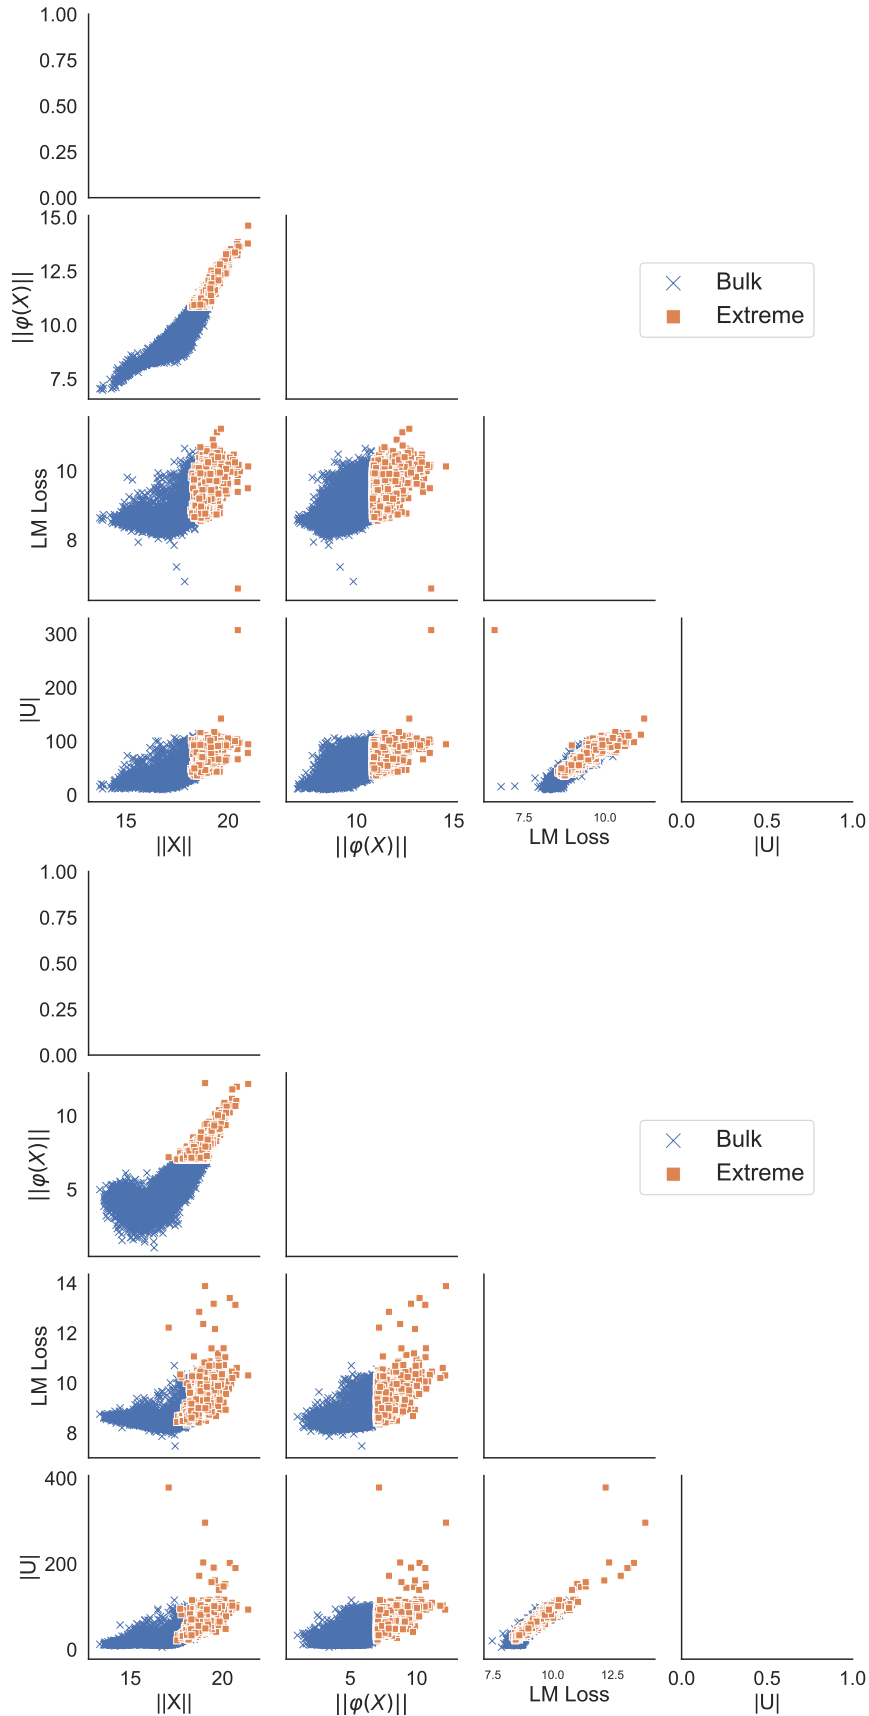 1.00
0.75
0.50
0.25
0.00
15.0
12.5
10.0
7.5
||φ(X)||
Bulk
Extreme
10
8
LM Loss
300
200
100
0
|U|
15 20
||X||
10 15
||φ(X)||
7.5 10.0
LM Loss
0.0 0.5 1.0
|U|
1.00
0.75
0.50
0.25
0.00
10
5
||φ(X)||
Bulk
Extreme
14
12
10
8
LM Loss
400
200
0
|U|
15 20
||X||
5 10
||φ(X)||
7.5 10.0 12.5
LM Loss
0.0 0.5 1.0
|U|